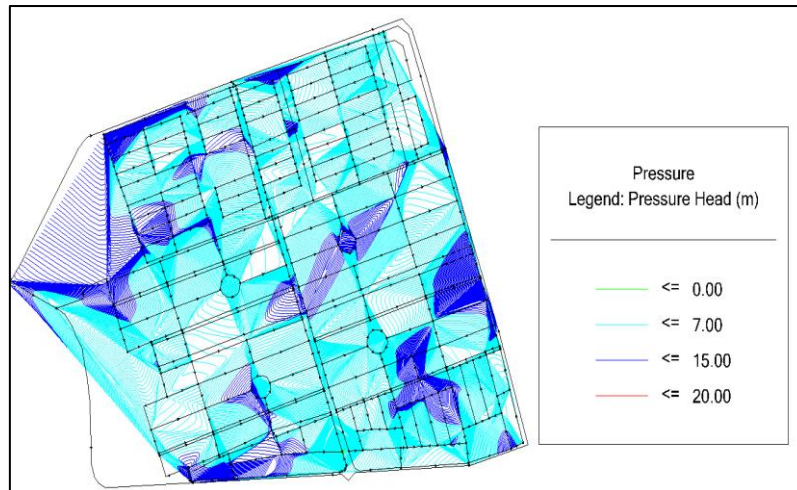 Pressure
Legend: Pressure Head (m)
<= 0.00
<= 7.00
<= 15.00
<= 20.00